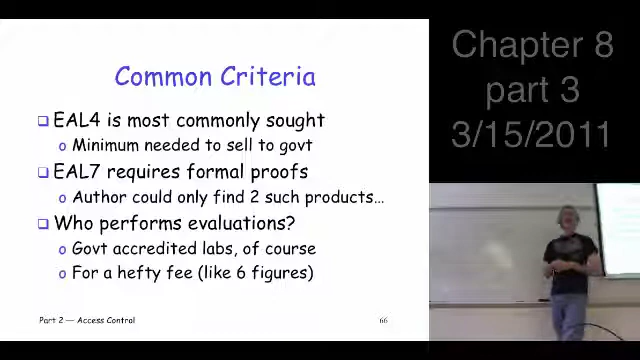 Common Criteria
EAL4 is most commonly sought
Minimum needed to sell to govt
EAL7 requires formal proofs
Author could only find 2 such products…
Who performs evaluations?
Govt accredited labs, of course
For a hefty fee (like 6 figures)
Part 2 — Access Control
66
Chapter 8
part 3
3/15/2011